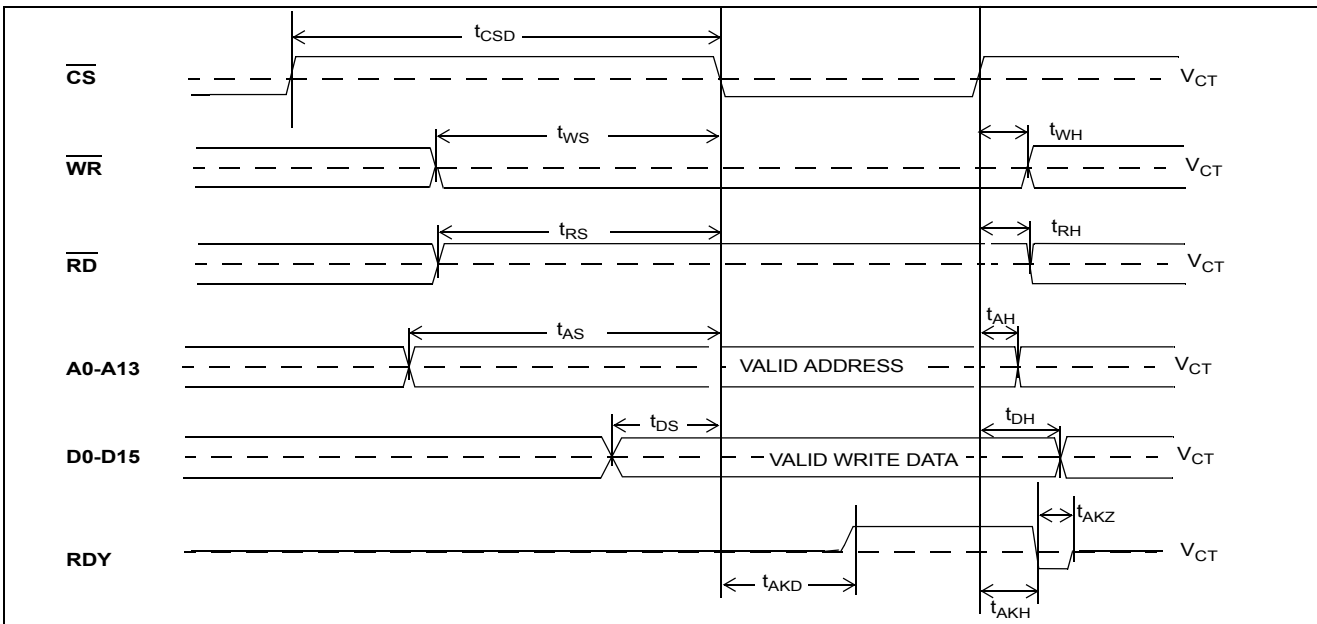 tCSD
CS VCT
tWS tWH
WR VCT
tRS tRH
RD VCT
tAS tAH
A0-A13 VALID ADDRESS VCT
tDS tDH
D0-D15 VALID WRITE DATA VCT
tAKZ
RDY VCT
tAKD tAKH